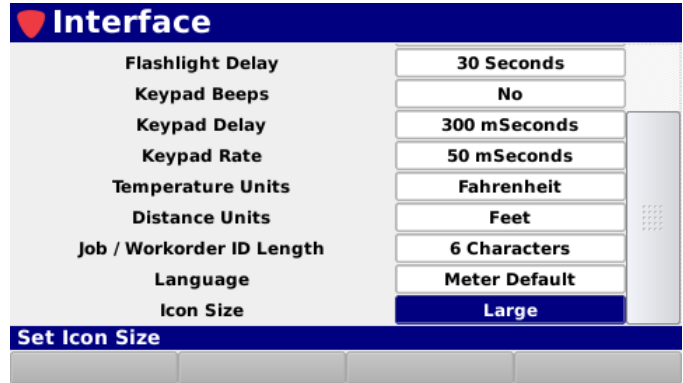 Interface
Flashlight Delay 30 Seconds
Keypad Beeps No
Keypad Delay 300 mSeconds
Keypad Rate 50 mSeconds
Temperature Units Fahrenheit
Distance Units Feet
Job / Workorder ID Length 6 Characters
Language Meter Default
Icon Size Large
Set Icon Size